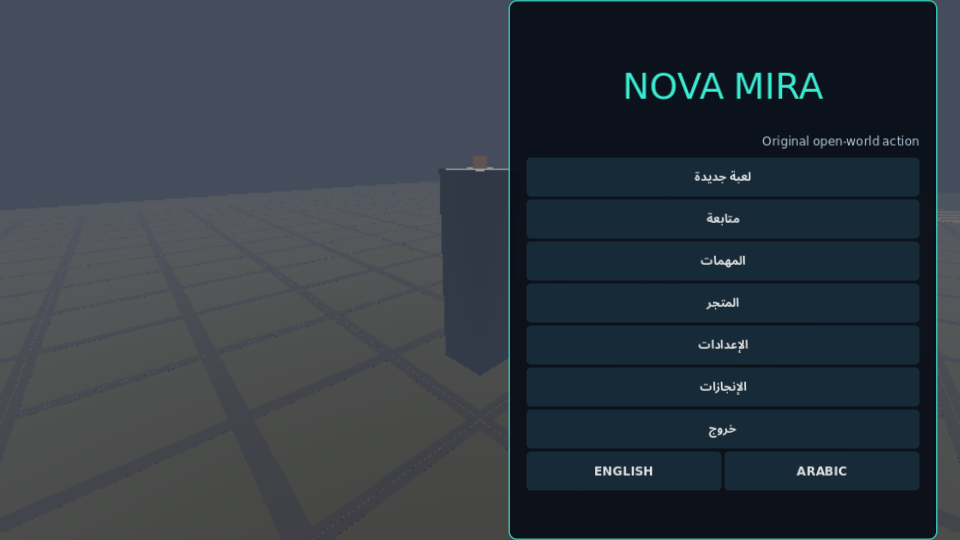 NOVA MIRA
Original open-world action
لعبة جديدة
متابعة
المهمات
المتجر
الإعدادات
الإنجازات
خروج
ENGLISH
ARABIC